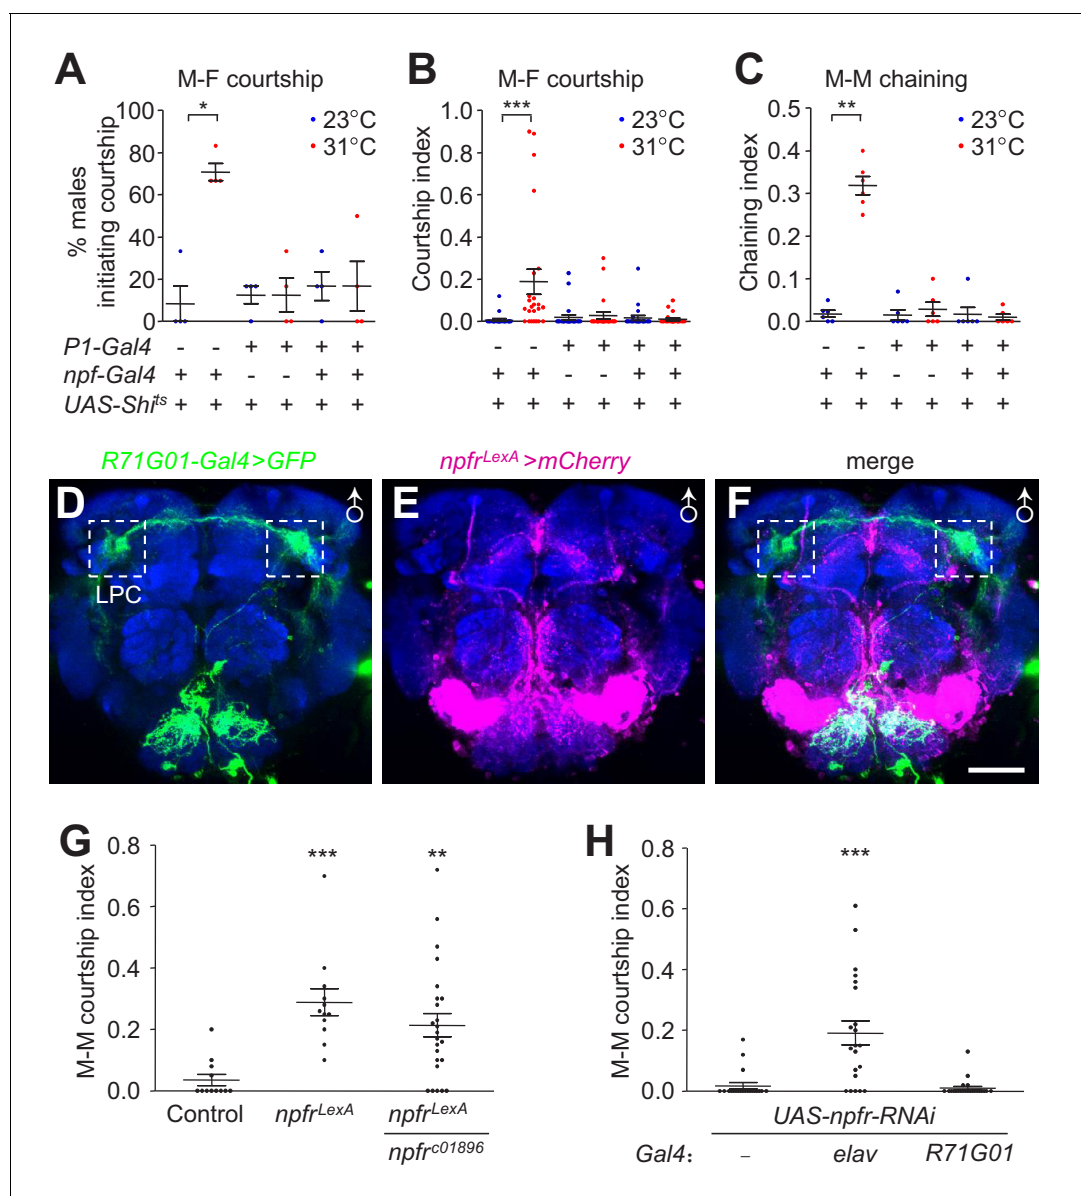 A
M-F courtship
*
23°C
31°C
% males
initiating courtship
100
80
60
40
20
0
P1-Gal4 - - + + + +
npf-Gal4 + + - - + +
UAS-Shi^ts + + + + + +
B
M-F courtship
***
23°C
31°C
Courtship index
1.0
0.8
0.6
0.4
0.2
0.0
- - + + + +
+ + - - + +
+ + + + + +
C
M-M chaining
**
23°C
31°C
Chaining index
0.5
0.4
0.3
0.2
0.1
0.0
- - + + + +
+ + - - + +
+ + + + + +
R71G01-Gal4>GFP
D
♂
LPC
npfr^LexA>mCherry
E
♂
merge
F
♂
G
M-M courtship index
0.8
0.6
0.4
0.2
0.0
***
**
Control
npfr^LexA
npfr^LexA
npfr^c01896
H
M-M courtship index
0.8
0.6
0.4
0.2
0.0
***
UAS-npfr-RNAi
Gal4: - elav R71G01